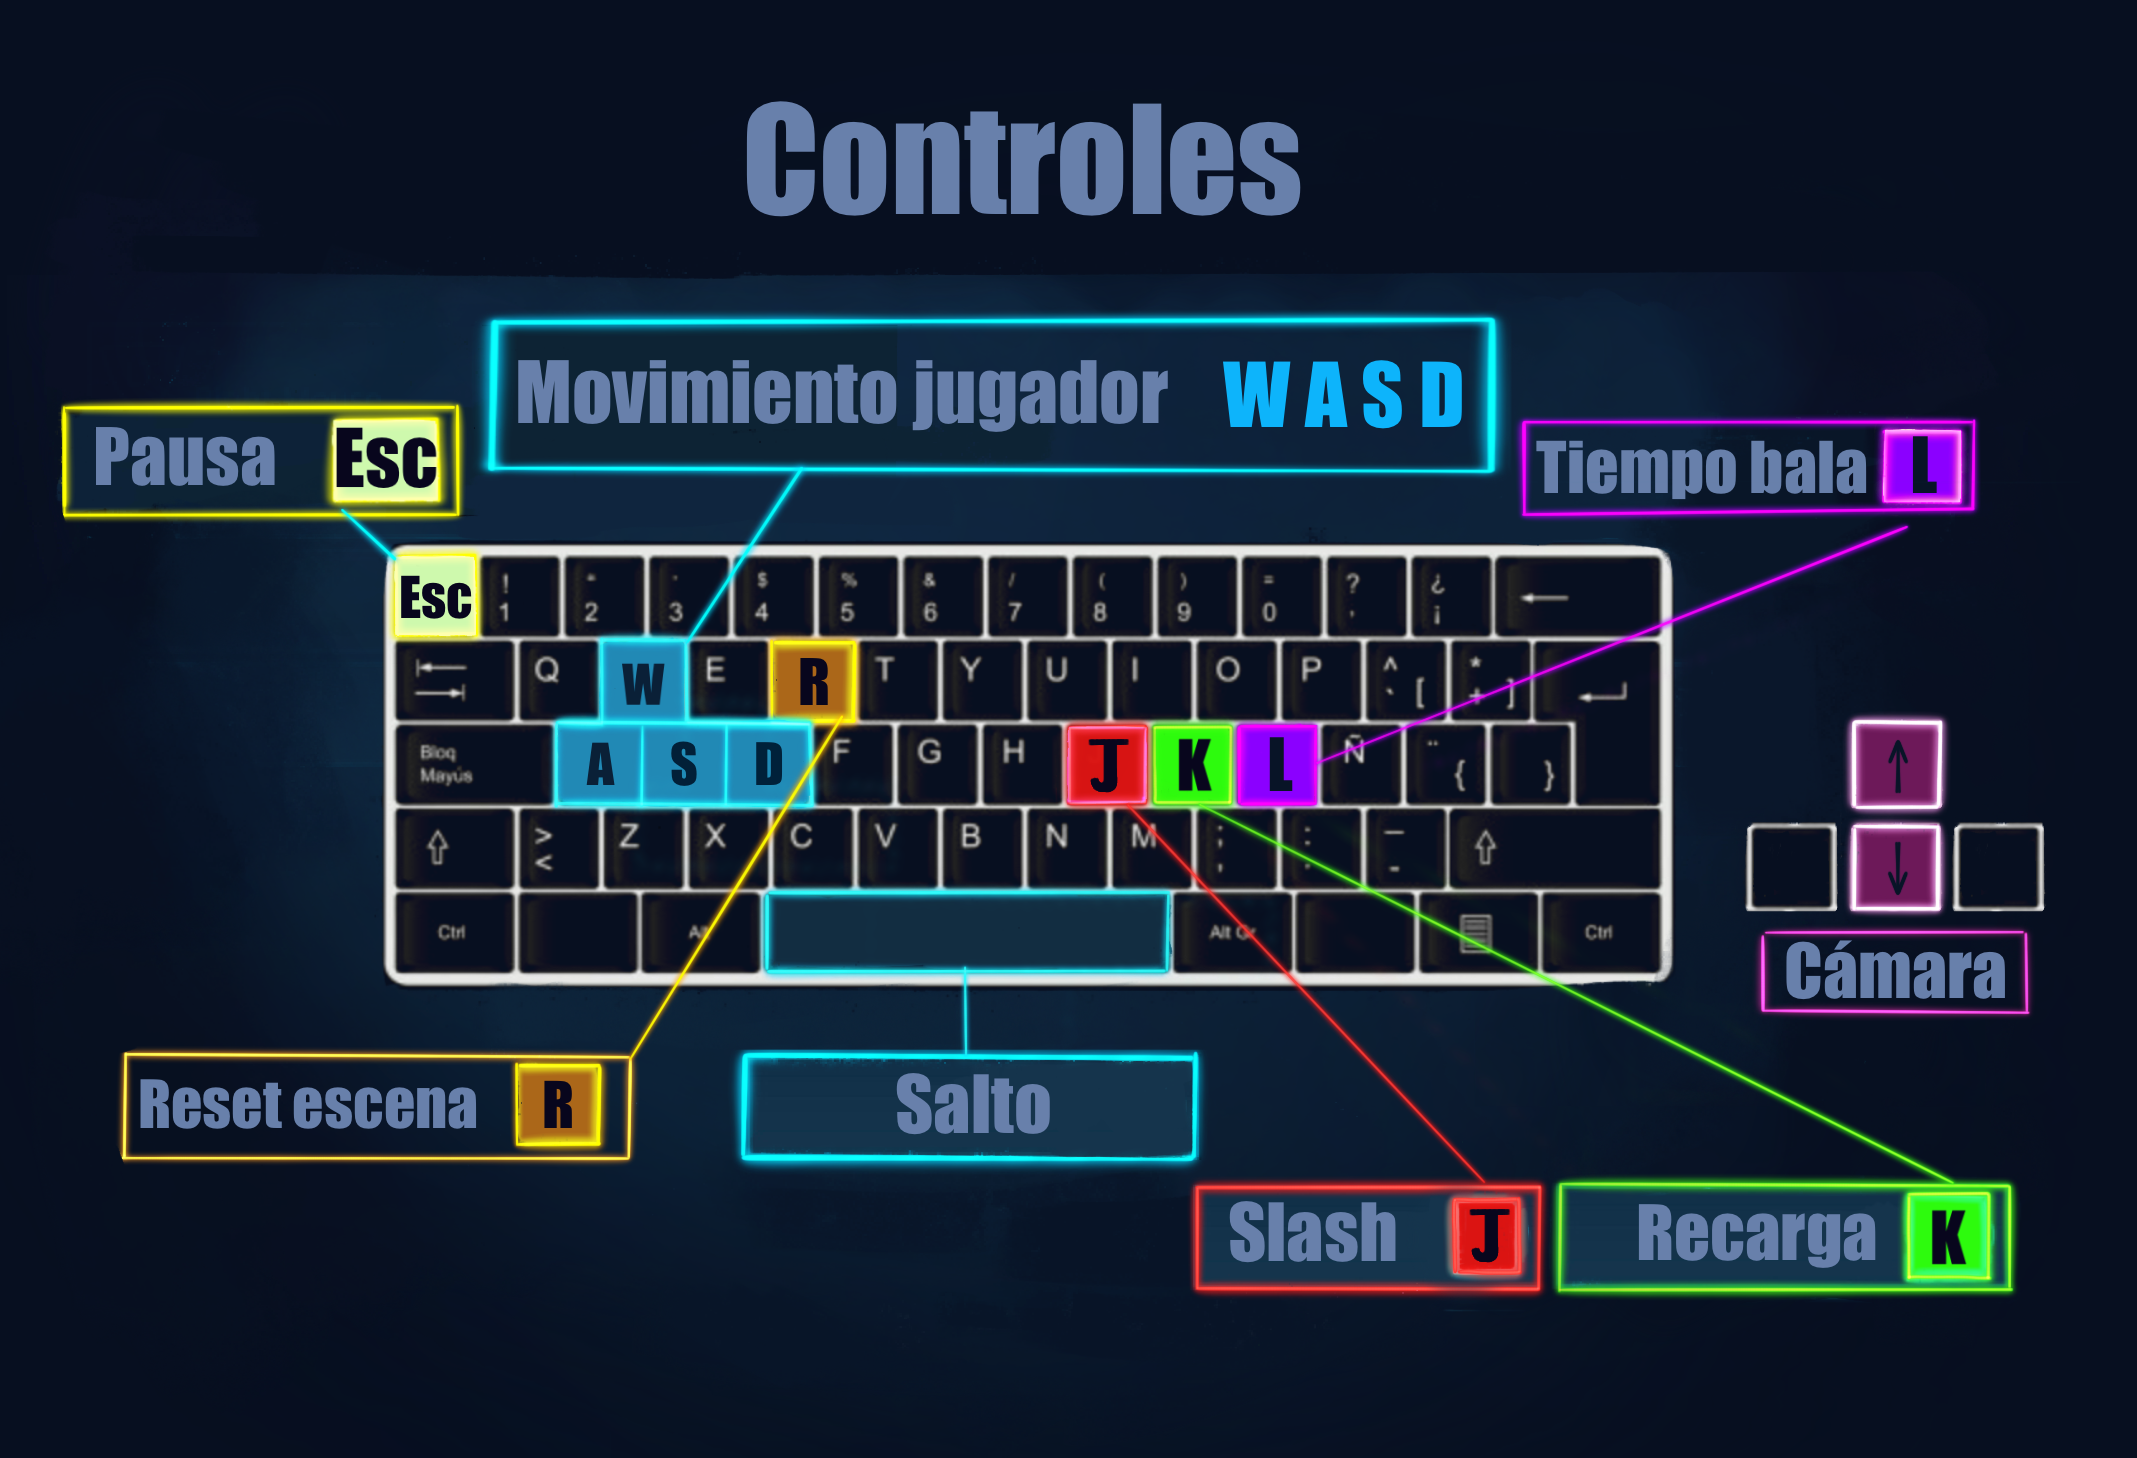 Controles
Movimiento jugador W A S D
Pausa Esc
Tiempo bala L
Esc ! 1 " 2 · 3 $ 4 % 5 & 6 / 7 ( 8 ) 9 = 0 ? ' ¿ ¡ ←
Q W E R T Y U I O P ^ ` [ * + ]
Bloq Mayús A S D F G H J K L Ñ ¨ { }
↑
⇧ > < Z X C V B N M ; , : . _ - ⇧
↓
Ctrl Alt Alt Gr Ctrl
Cámara
Reset escena R
Salto
Slash J
Recarga K